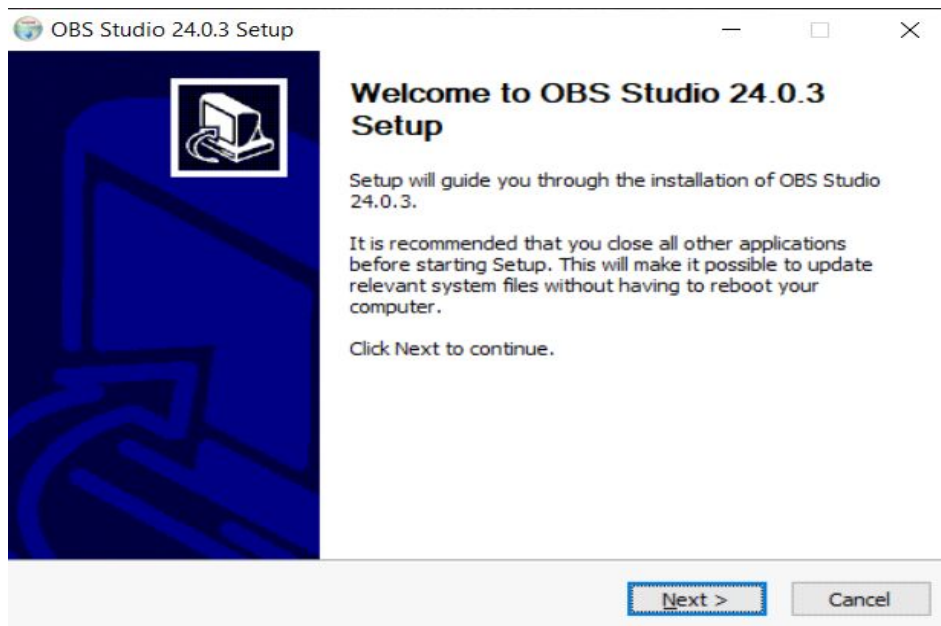 OBS Studio 24.0.3 Setup
Welcome to OBS Studio 24.0.3
Setup
Setup will guide you through the installation of OBS Studio
24.0.3.
It is recommended that you close all other applications
before starting Setup. This will make it possible to update
relevant system files without having to reboot your
computer.
Click Next to continue.
Next >
Cancel